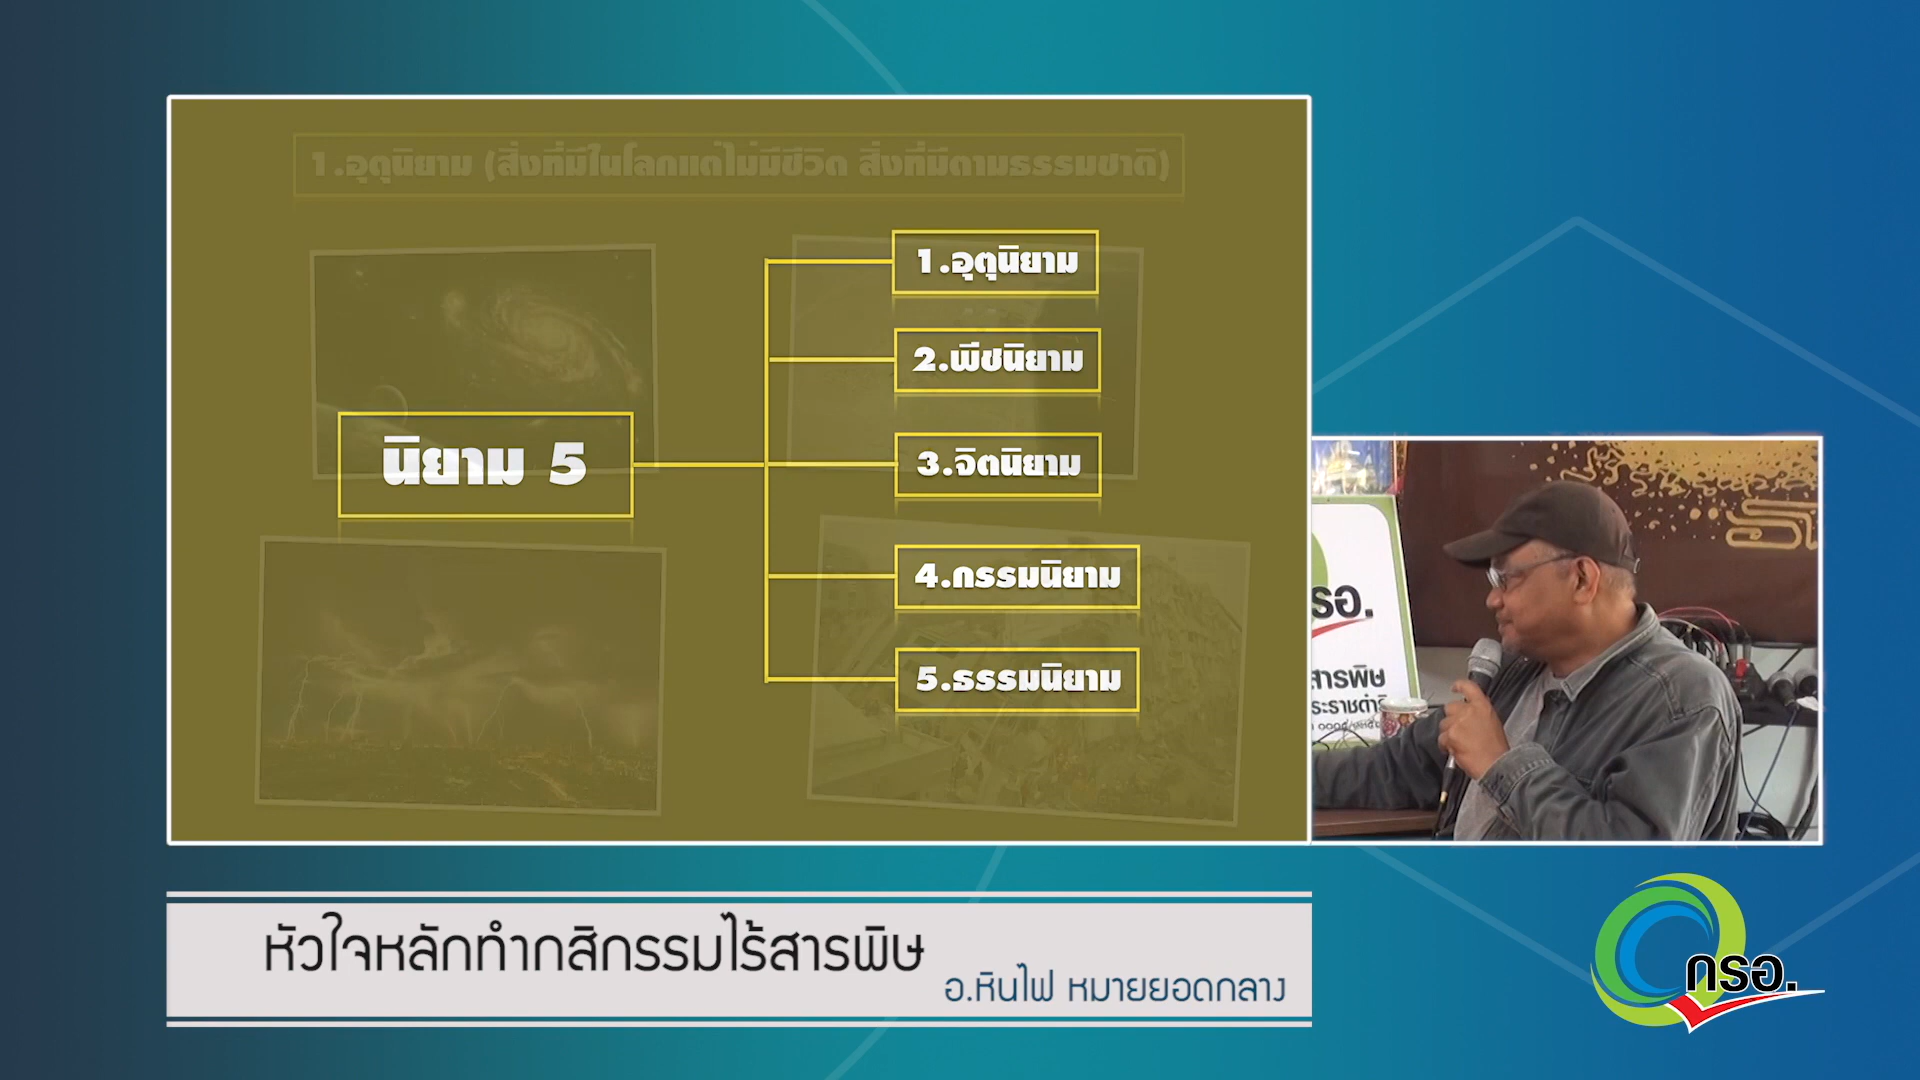 1.อุตุนิยาม (สิ่งที่มีในโลกแต่ไม่มีชีวิต สิ่งที่มีตามธรรมชาติ)
นิยาม 5
1.อุตุนิยาม
2.พีชนิยาม
3.จิตนิยาม
4.กรรมนิยาม
5.ธรรมนิยาม
รอ.
สารพิษ
หัวใจหลักทำกสิกรรมไร้สารพิษ
อ.หินไฟ หมายยอดกลาง
กรอ.